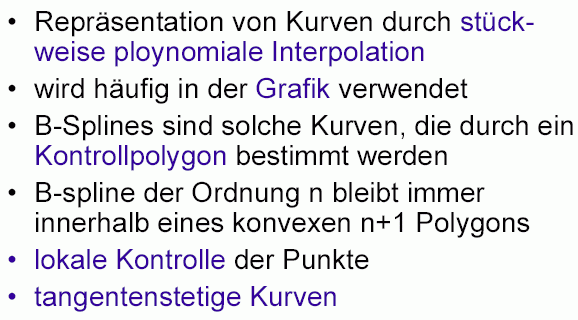 • Repräsentation von Kurven durch stück-
weise ploynomiale Interpolation
• wird häufig in der Grafik verwendet
• B-Splines sind solche Kurven, die durch ein
Kontrollpolygon bestimmt werden
• B-spline der Ordnung n bleibt immer
innerhalb eines konvexen n+1 Polygons
• lokale Kontrolle der Punkte
• tangentenstetige Kurven